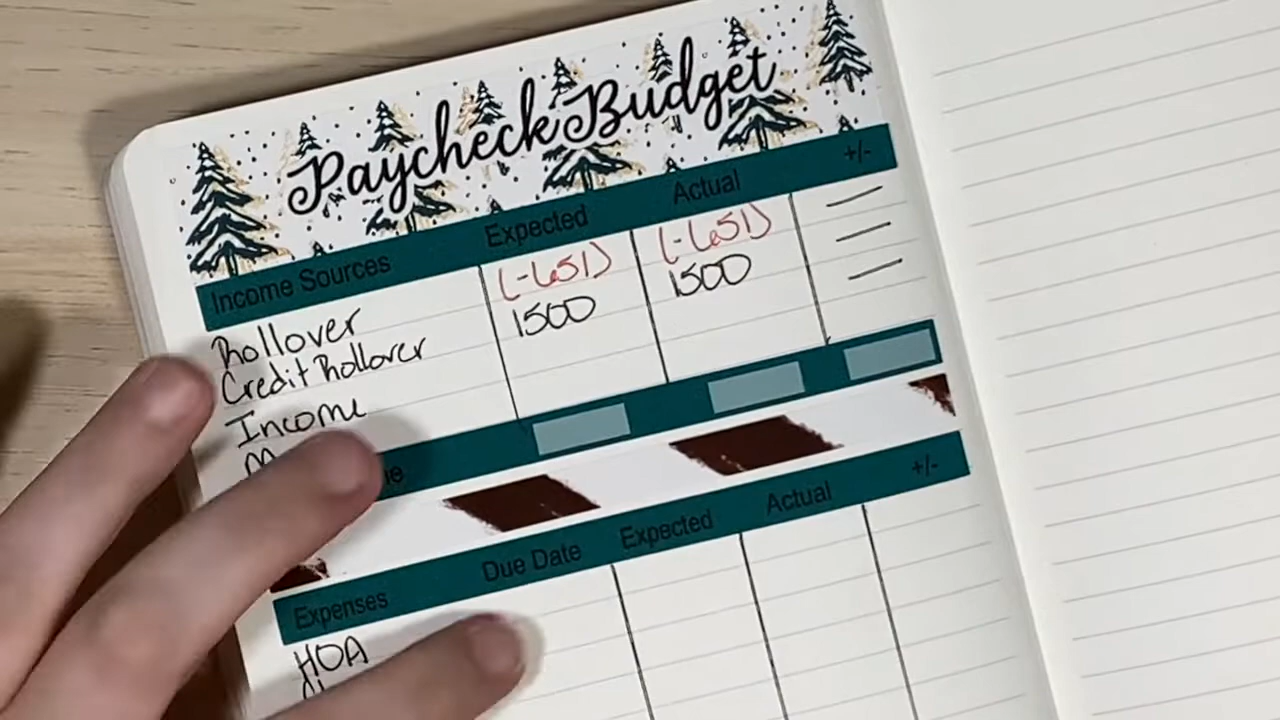 Paycheck Budget
Income Sources Expected Actual +/-
Rollover (-651) (-651) —
Credit Rollover 1500 1500 —
Income —
Expenses Due Date Expected Actual +/-
HOA